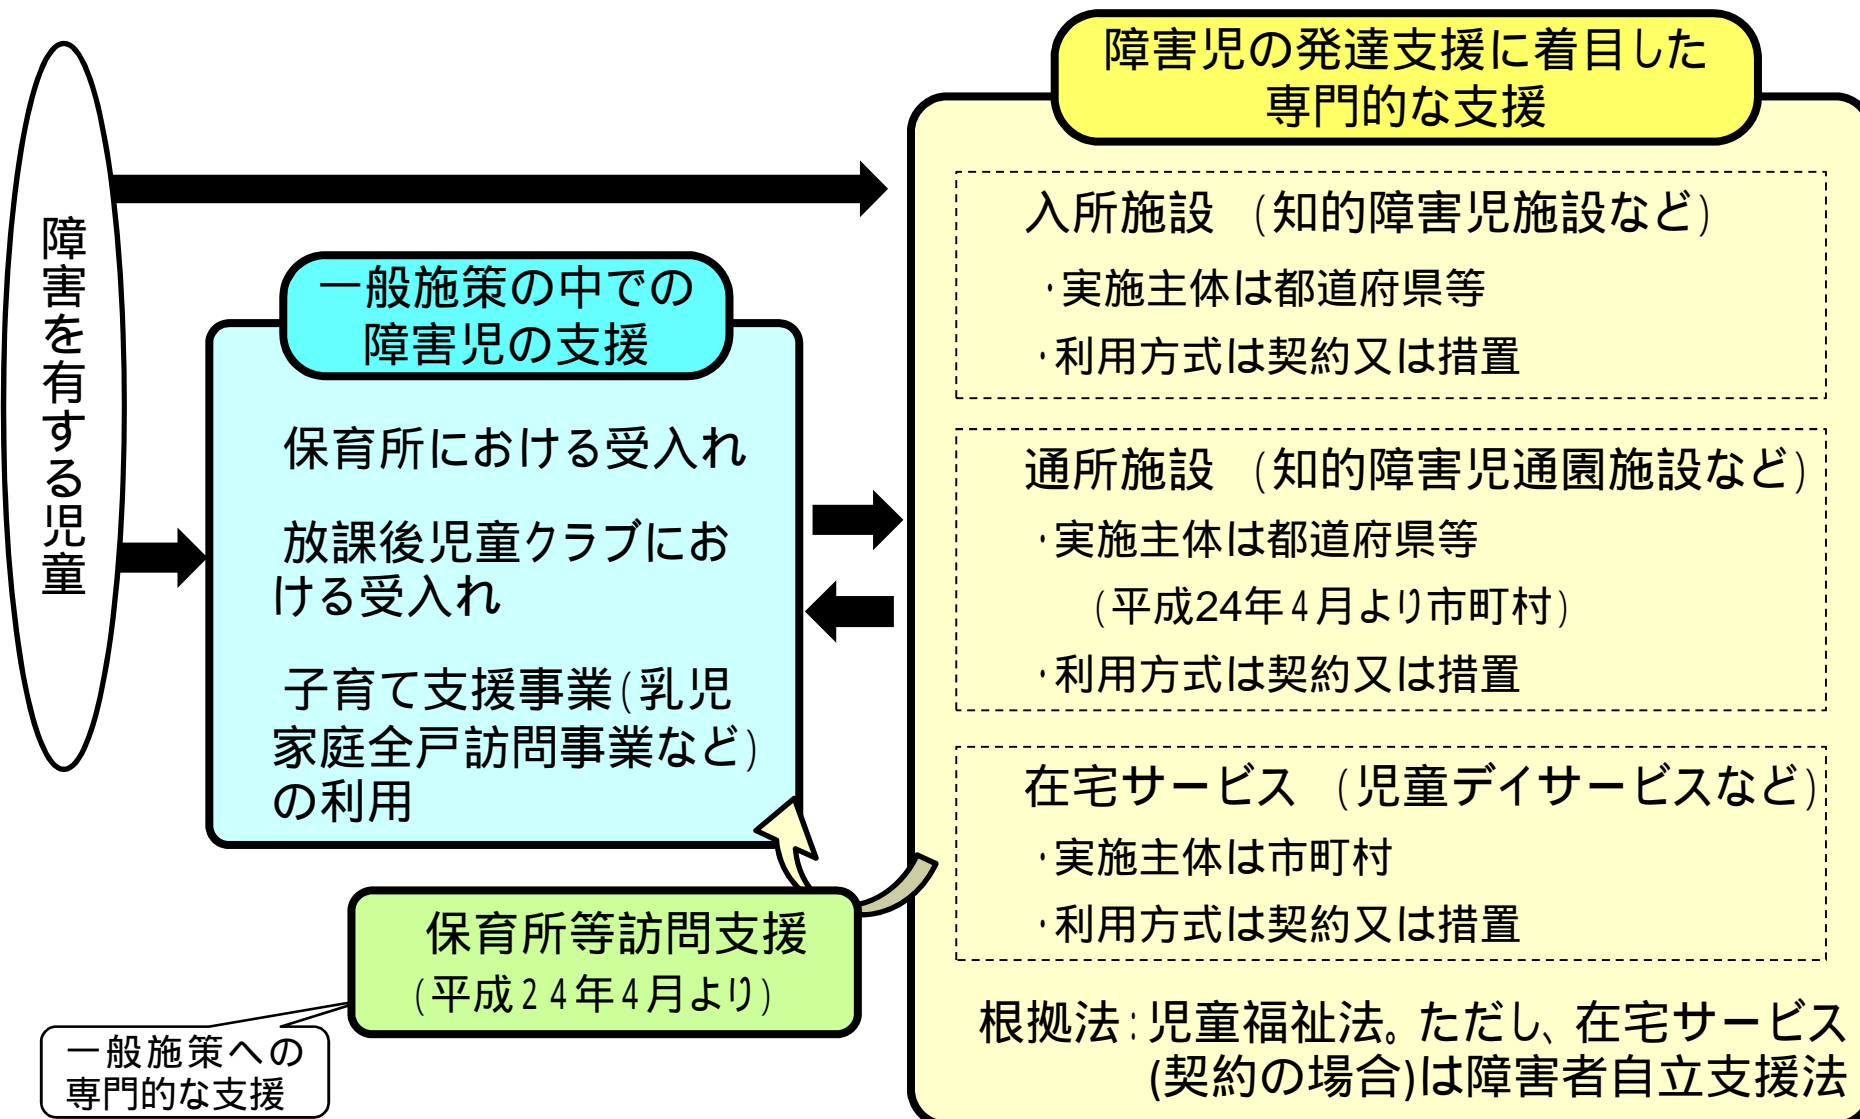 障害を有する児童
一般施策の中での
障害児の支援
保育所における受入れ
放課後児童クラブにお
ける受入れ
子育て支援事業(乳児
家庭全戸訪問事業など)
の利用
保育所等訪問支援
(平成24年4月より)
一般施策への
専門的な支援
障害児の発達支援に着目した
専門的な支援
入所施設 (知的障害児施設など)
・実施主体は都道府県等
・利用方式は契約又は措置
通所施設 (知的障害児通園施設など)
・実施主体は都道府県等
(平成24年4月より市町村)
・利用方式は契約又は措置
在宅サービス (児童デイサービスなど)
・実施主体は市町村
・利用方式は契約又は措置
根拠法:児童福祉法。ただし、在宅サービス
(契約の場合)は障害者自立支援法